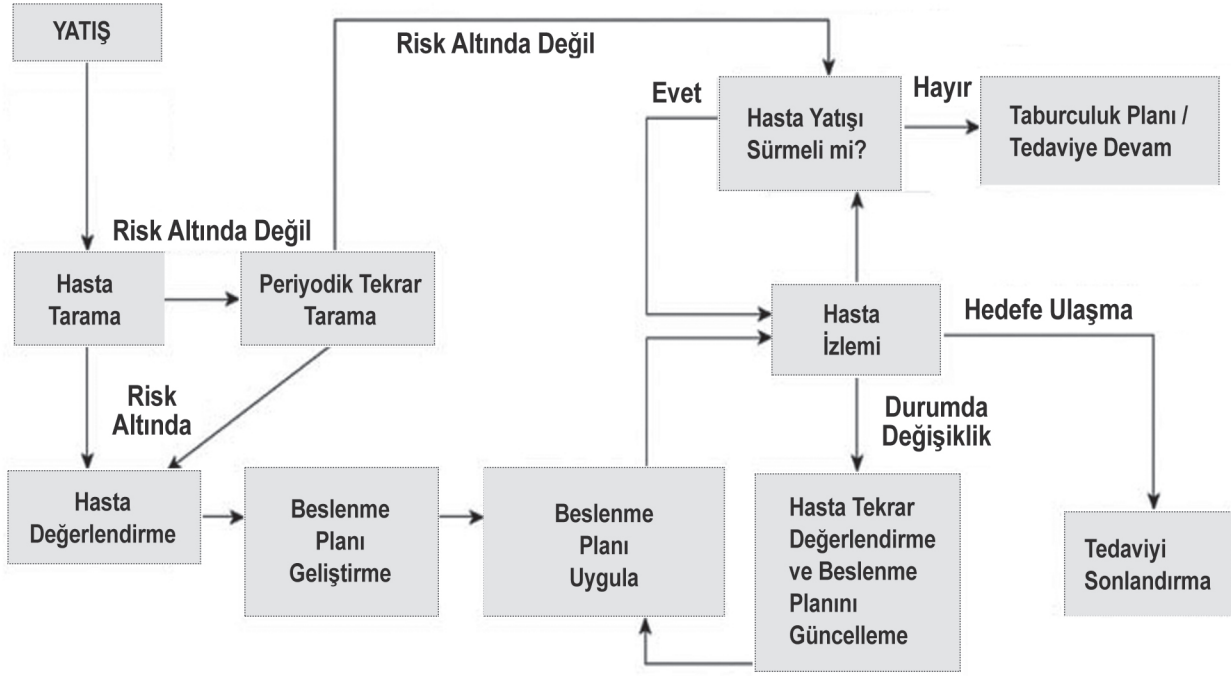 YATIŞ
Risk Altında Değil
Evet
Hasta Yatışı
Sürmeli mi?
Hayır
Taburculuk Planı /
Tedaviye Devam
Risk Altında Değil
Hasta
Tarama
Periyodik Tekrar
Tarama
Hasta
İzlemi
Hedefe Ulaşma
Risk
Altında
Durumda
Değişiklik
Hasta
Değerlendirme
Beslenme
Planı
Geliştirme
Beslenme
Planı
Uygula
Hasta Tekrar
Değerlendirme
ve Beslenme
Planını
Güncelleme
Tedaviyi
Sonlandırma